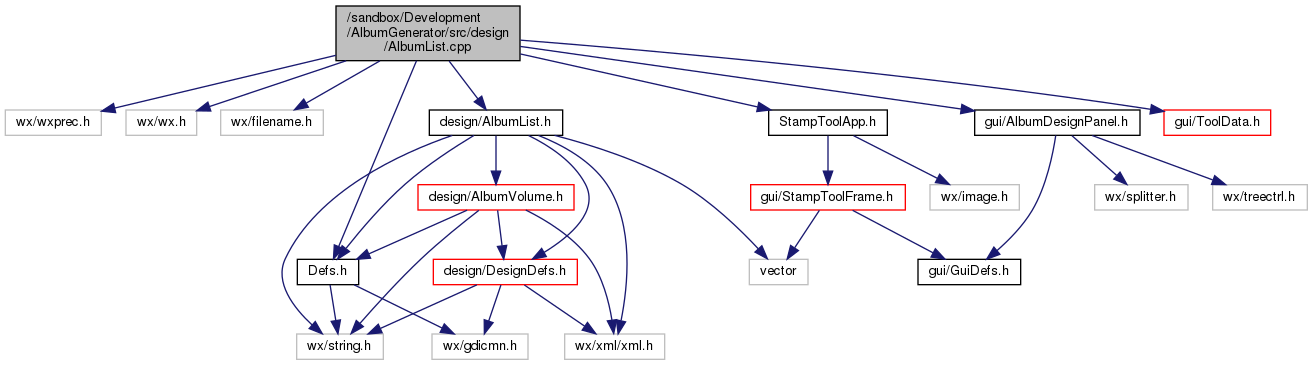 /sandbox/Development
/AlbumGenerator/src/design
/AlbumList.cpp
wx/wxprec.h
wx/wx.h
wx/filename.h
design/AlbumList.h
StampToolApp.h
gui/AlbumDesignPanel.h
gui/ToolData.h
design/AlbumVolume.h
gui/StampToolFrame.h
wx/image.h
wx/splitter.h
wx/treectrl.h
Defs.h
design/DesignDefs.h
vector
gui/GuiDefs.h
wx/string.h
wx/gdicmn.h
wx/xml/xml.h